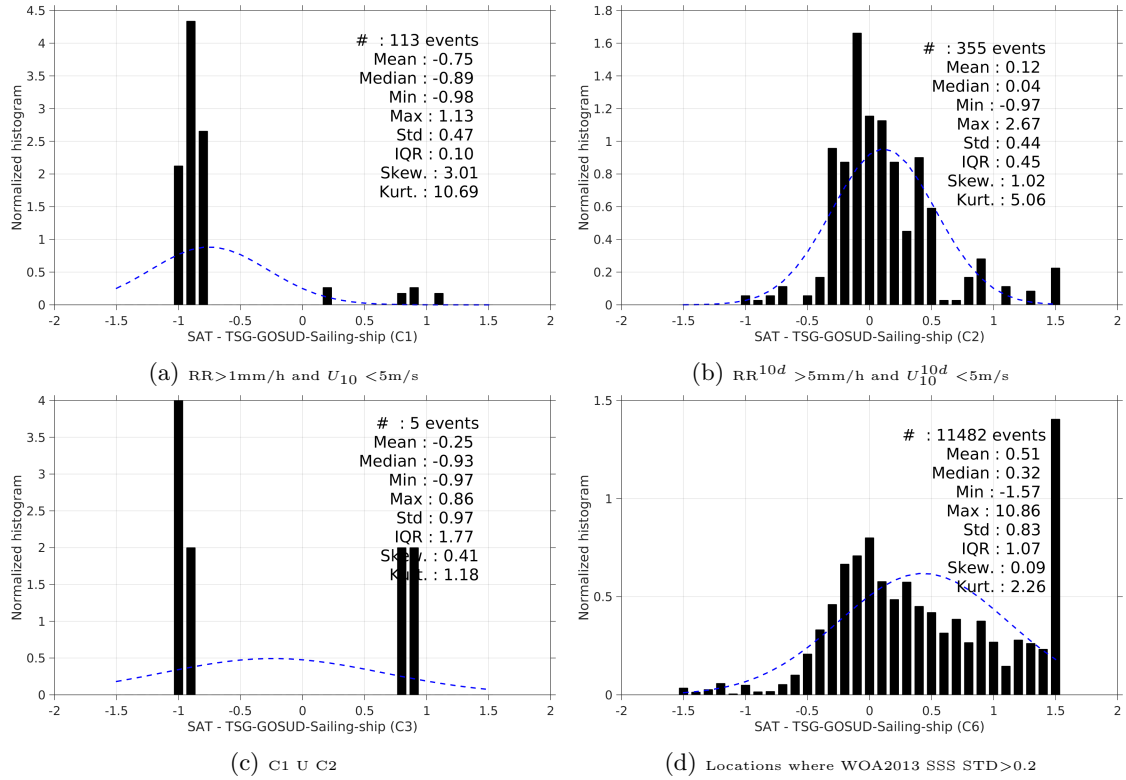 4.5
4
3.5
3
2.5
2
1.5
1
0.5
0
Normalized histogram
# : 113 events
Mean : -0.75
Median : -0.89
Min : -0.98
Max : 1.13
Std : 0.47
IQR : 0.10
Skew. : 3.01
Kurt. : 10.69
-2 -1.5 -1 -0.5 0 0.5 1 1.5 2
SAT - TSG-GOSUD-Sailing-ship (C1)
(a) RR>1mm/h and U10 <5m/s
1.8
1.6
1.4
1.2
1
0.8
0.6
0.4
0.2
0
Normalized histogram
# : 355 events
Mean : 0.12
Median : 0.04
Min : -0.97
Max : 2.67
Std : 0.44
IQR : 0.45
Skew. : 1.02
Kurt. : 5.06
-2 -1.5 -1 -0.5 0 0.5 1 1.5 2
SAT - TSG-GOSUD-Sailing-ship (C2)
(b) RR^10d >5mm/h and U10^10d <5m/s
4
3.5
3
2.5
2
1.5
1
0.5
0
Normalized histogram
# : 5 events
Mean : -0.25
Median : -0.93
Min : -0.97
Max : 0.86
Std : 0.97
IQR : 1.77
Skew. : 0.41
Kurt. : 1.18
-2 -1.5 -1 -0.5 0 0.5 1 1.5 2
SAT - TSG-GOSUD-Sailing-ship (C3)
(c) C1 U C2
1.5
1
0.5
0
Normalized histogram
# : 11482 events
Mean : 0.51
Median : 0.32
Min : -1.57
Max : 10.86
Std : 0.83
IQR : 1.07
Skew. : 0.09
Kurt. : 2.26
-2 -1.5 -1 -0.5 0 0.5 1 1.5 2
SAT - TSG-GOSUD-Sailing-ship (C6)
(d) Locations where WOA2013 SSS STD>0.2